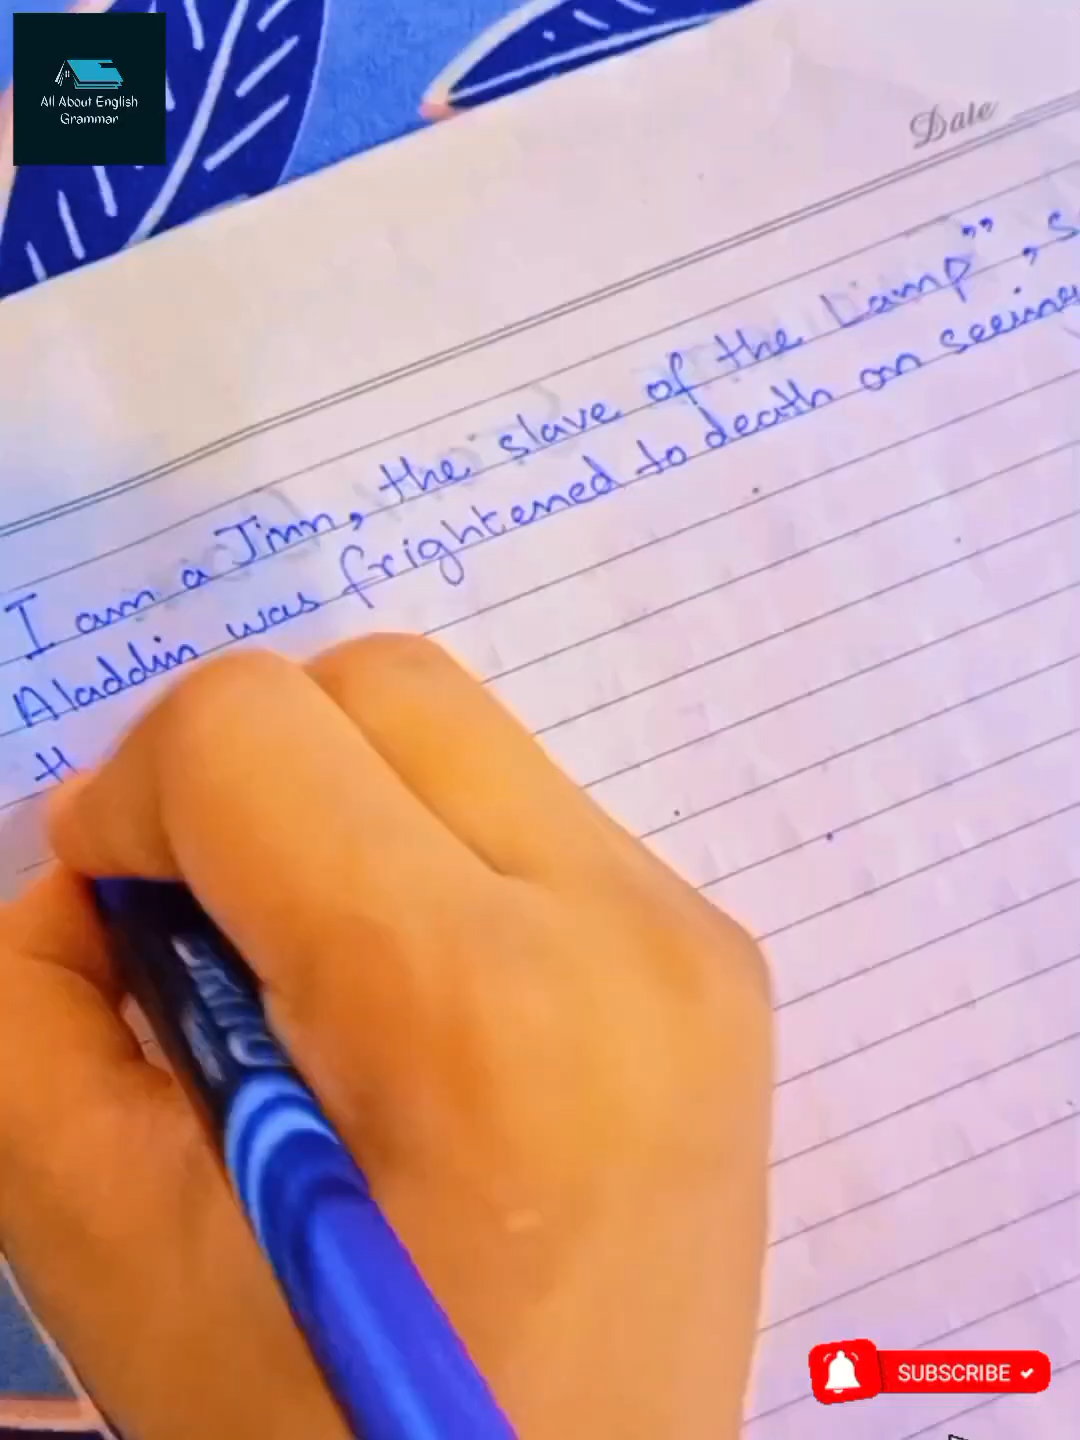 All About English
Grammar
Date
I am a Jinn, the slave of the Lamp",
Aladdin was frightened to death on seeing
SUBSCRIBE